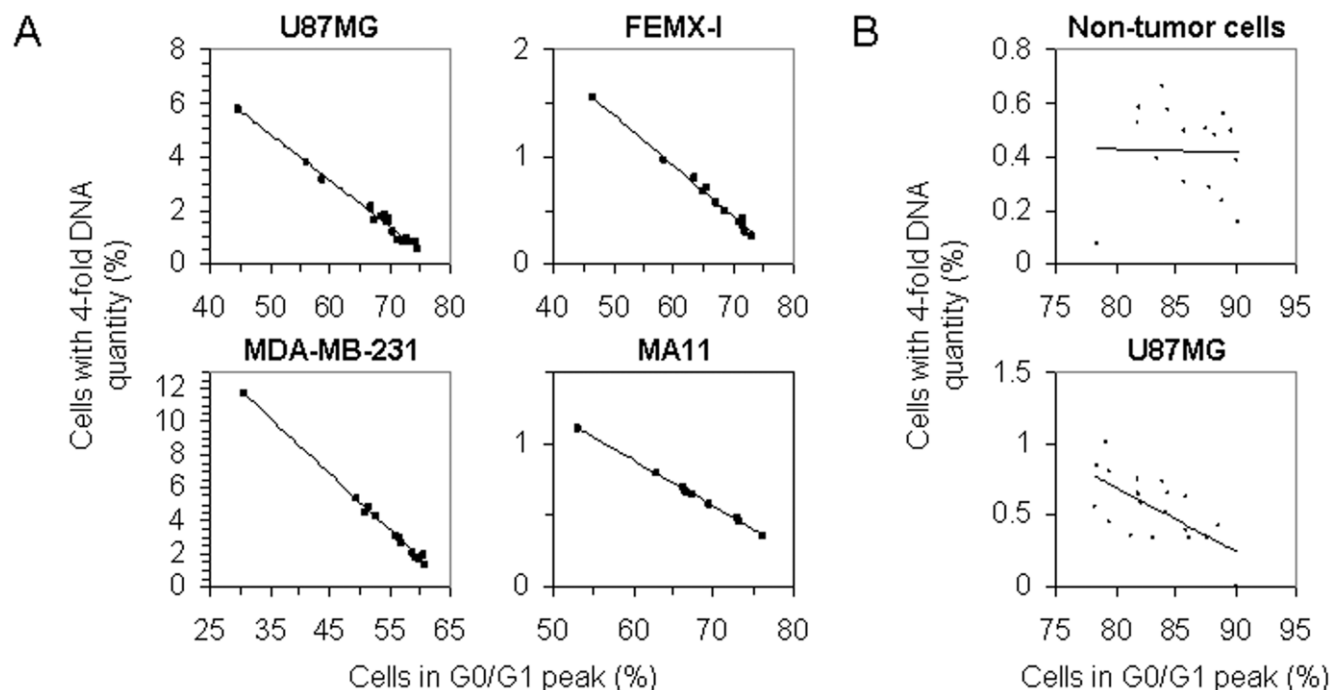 A
B
U87MG
FEMX-I
Non-tumor cells
8
6
4
2
0
40 50 60 70 80
2
1
0
40 50 60 70 80
0.8
0.6
0.4
0.2
0
75 80 85 90 95
Cells with 4-fold DNA
quantity (%)
Cells with 4-fold DNA
quantity (%)
MDA-MB-231
MA11
U87MG
12
10
8
6
4
2
0
25 35 45 55 65
1
0
50 60 70 80
1.5
1
0.5
0
75 80 85 90 95
Cells in G0/G1 peak (%)
Cells in G0/G1 peak (%)